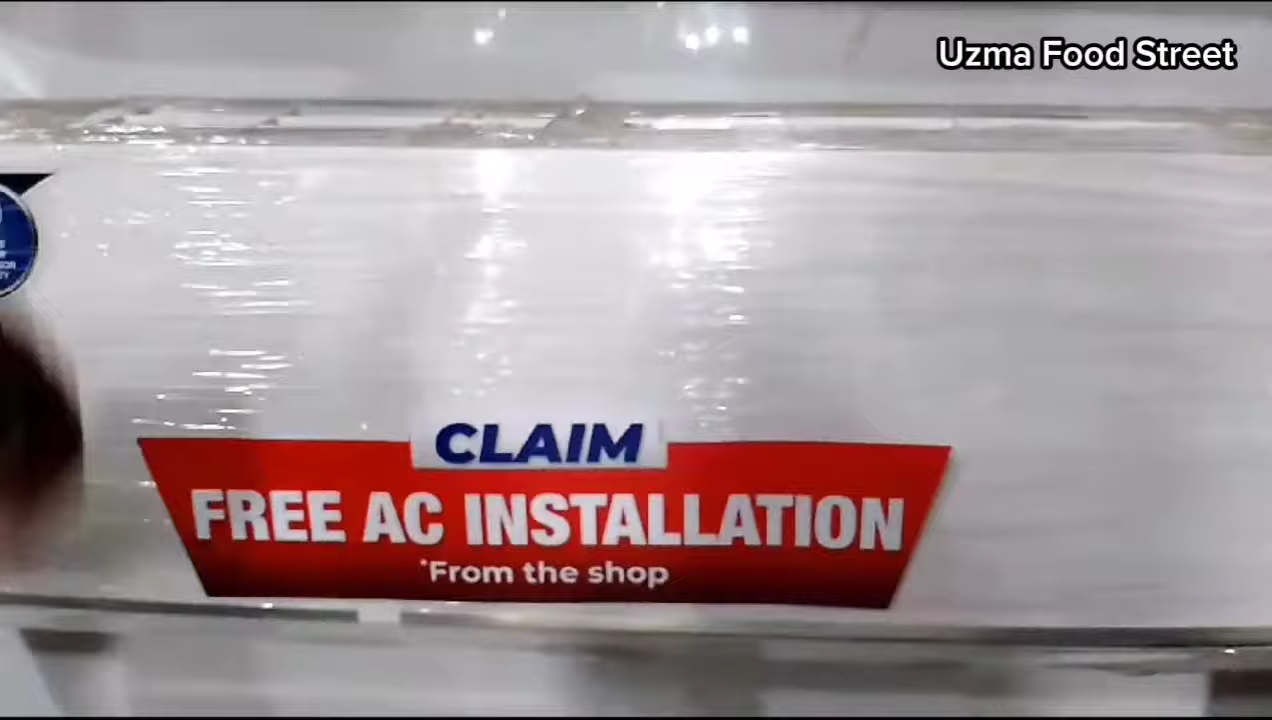 Uzma Food Street
CLAIM
FREE AC INSTALLATION
*From the shop